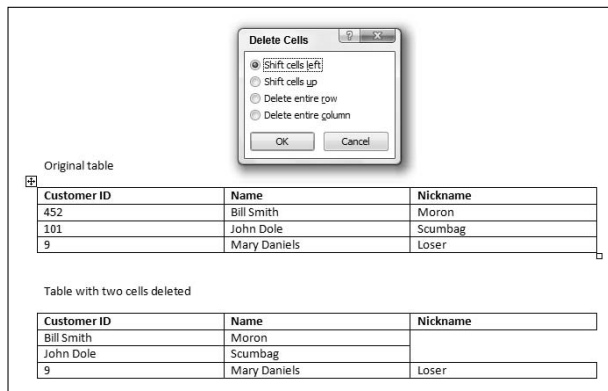 Delete Cells
Shift cells left
Shift cells up
Delete entire row
Delete entire column
OK Cancel
Original table
Customer ID Name Nickname
452 Bill Smith Moron
101 John Dole Scumbag
9 Mary Daniels Loser
Table with two cells deleted
Customer ID Name Nickname
Bill Smith Moron
John Dole Scumbag
9 Mary Daniels Loser